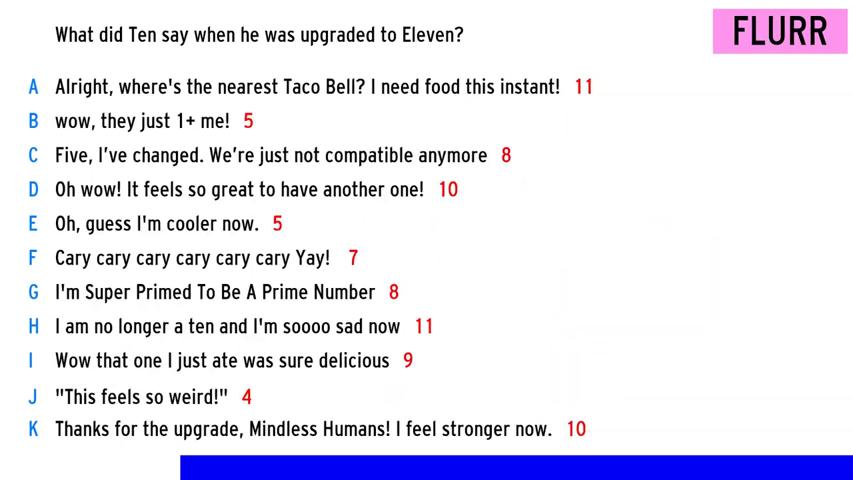 What did Ten say when he was upgraded to Eleven?
FLURR
A Alright, where's the nearest Taco Bell? I need food this instant! 11
B wow, they just 1+ me! 5
C Five, I've changed. We're just not compatible anymore 8
D Oh wow! It feels so great to have another one! 10
E Oh, guess I'm cooler now. 5
F Cary cary cary cary cary cary Yay! 7
G I'm Super Primed To Be A Prime Number 8
H I am no longer a ten and I'm soooo sad now 11
I Wow that one I just ate was sure delicious 9
J "This feels so weird!" 4
K Thanks for the upgrade, Mindless Humans! I feel stronger now. 10